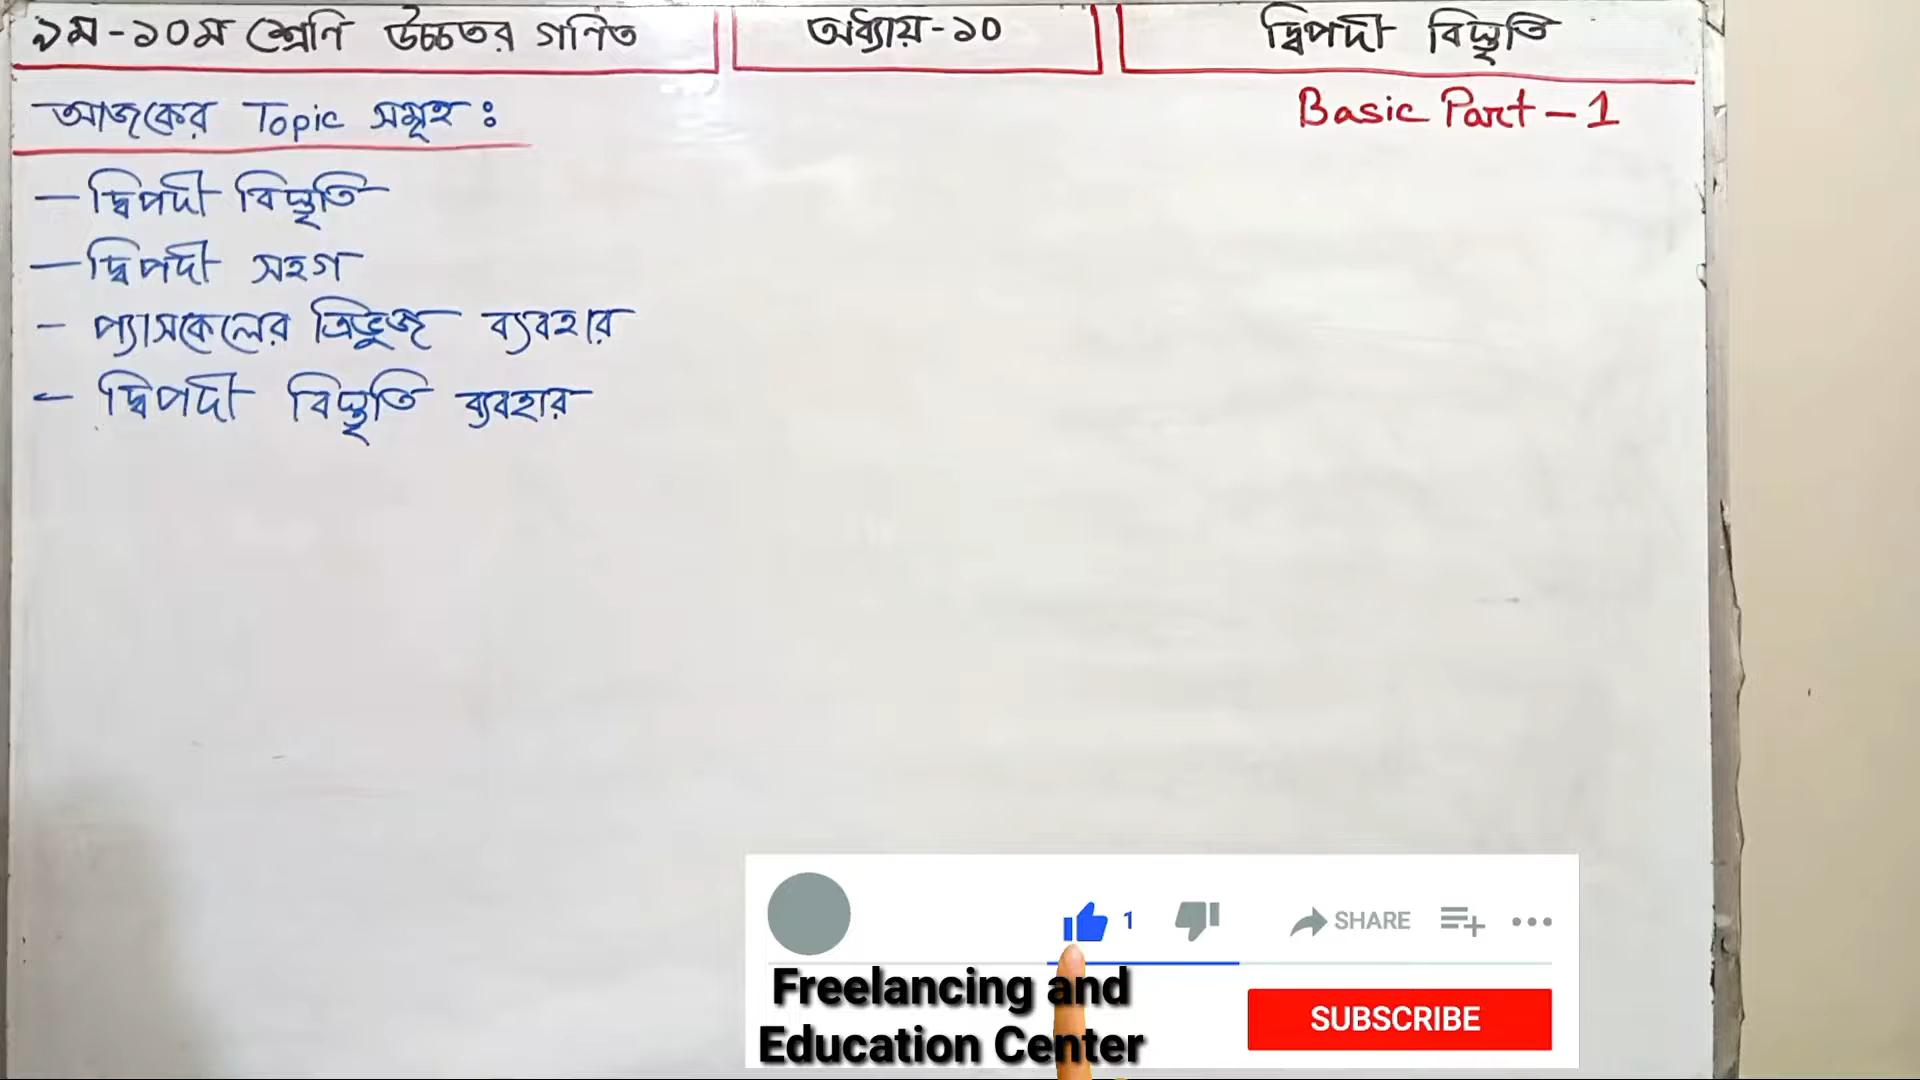 ৯ম-১০ম শ্রেণি উচ্চতর গনিত
অধ্যায়-১০
দ্বিপদী বিস্তৃতি
আজকের Topic সমূহ :
Basic Part-1
- দ্বিপদী বিস্তৃতি
- দ্বিপদী সহগ
- প্যাসকেলের ত্রিভুজ ব্যবহার
- দ্বিপদী বিস্তৃতি ব্যবহার
1
SHARE
Freelancing and
Education Center
SUBSCRIBE